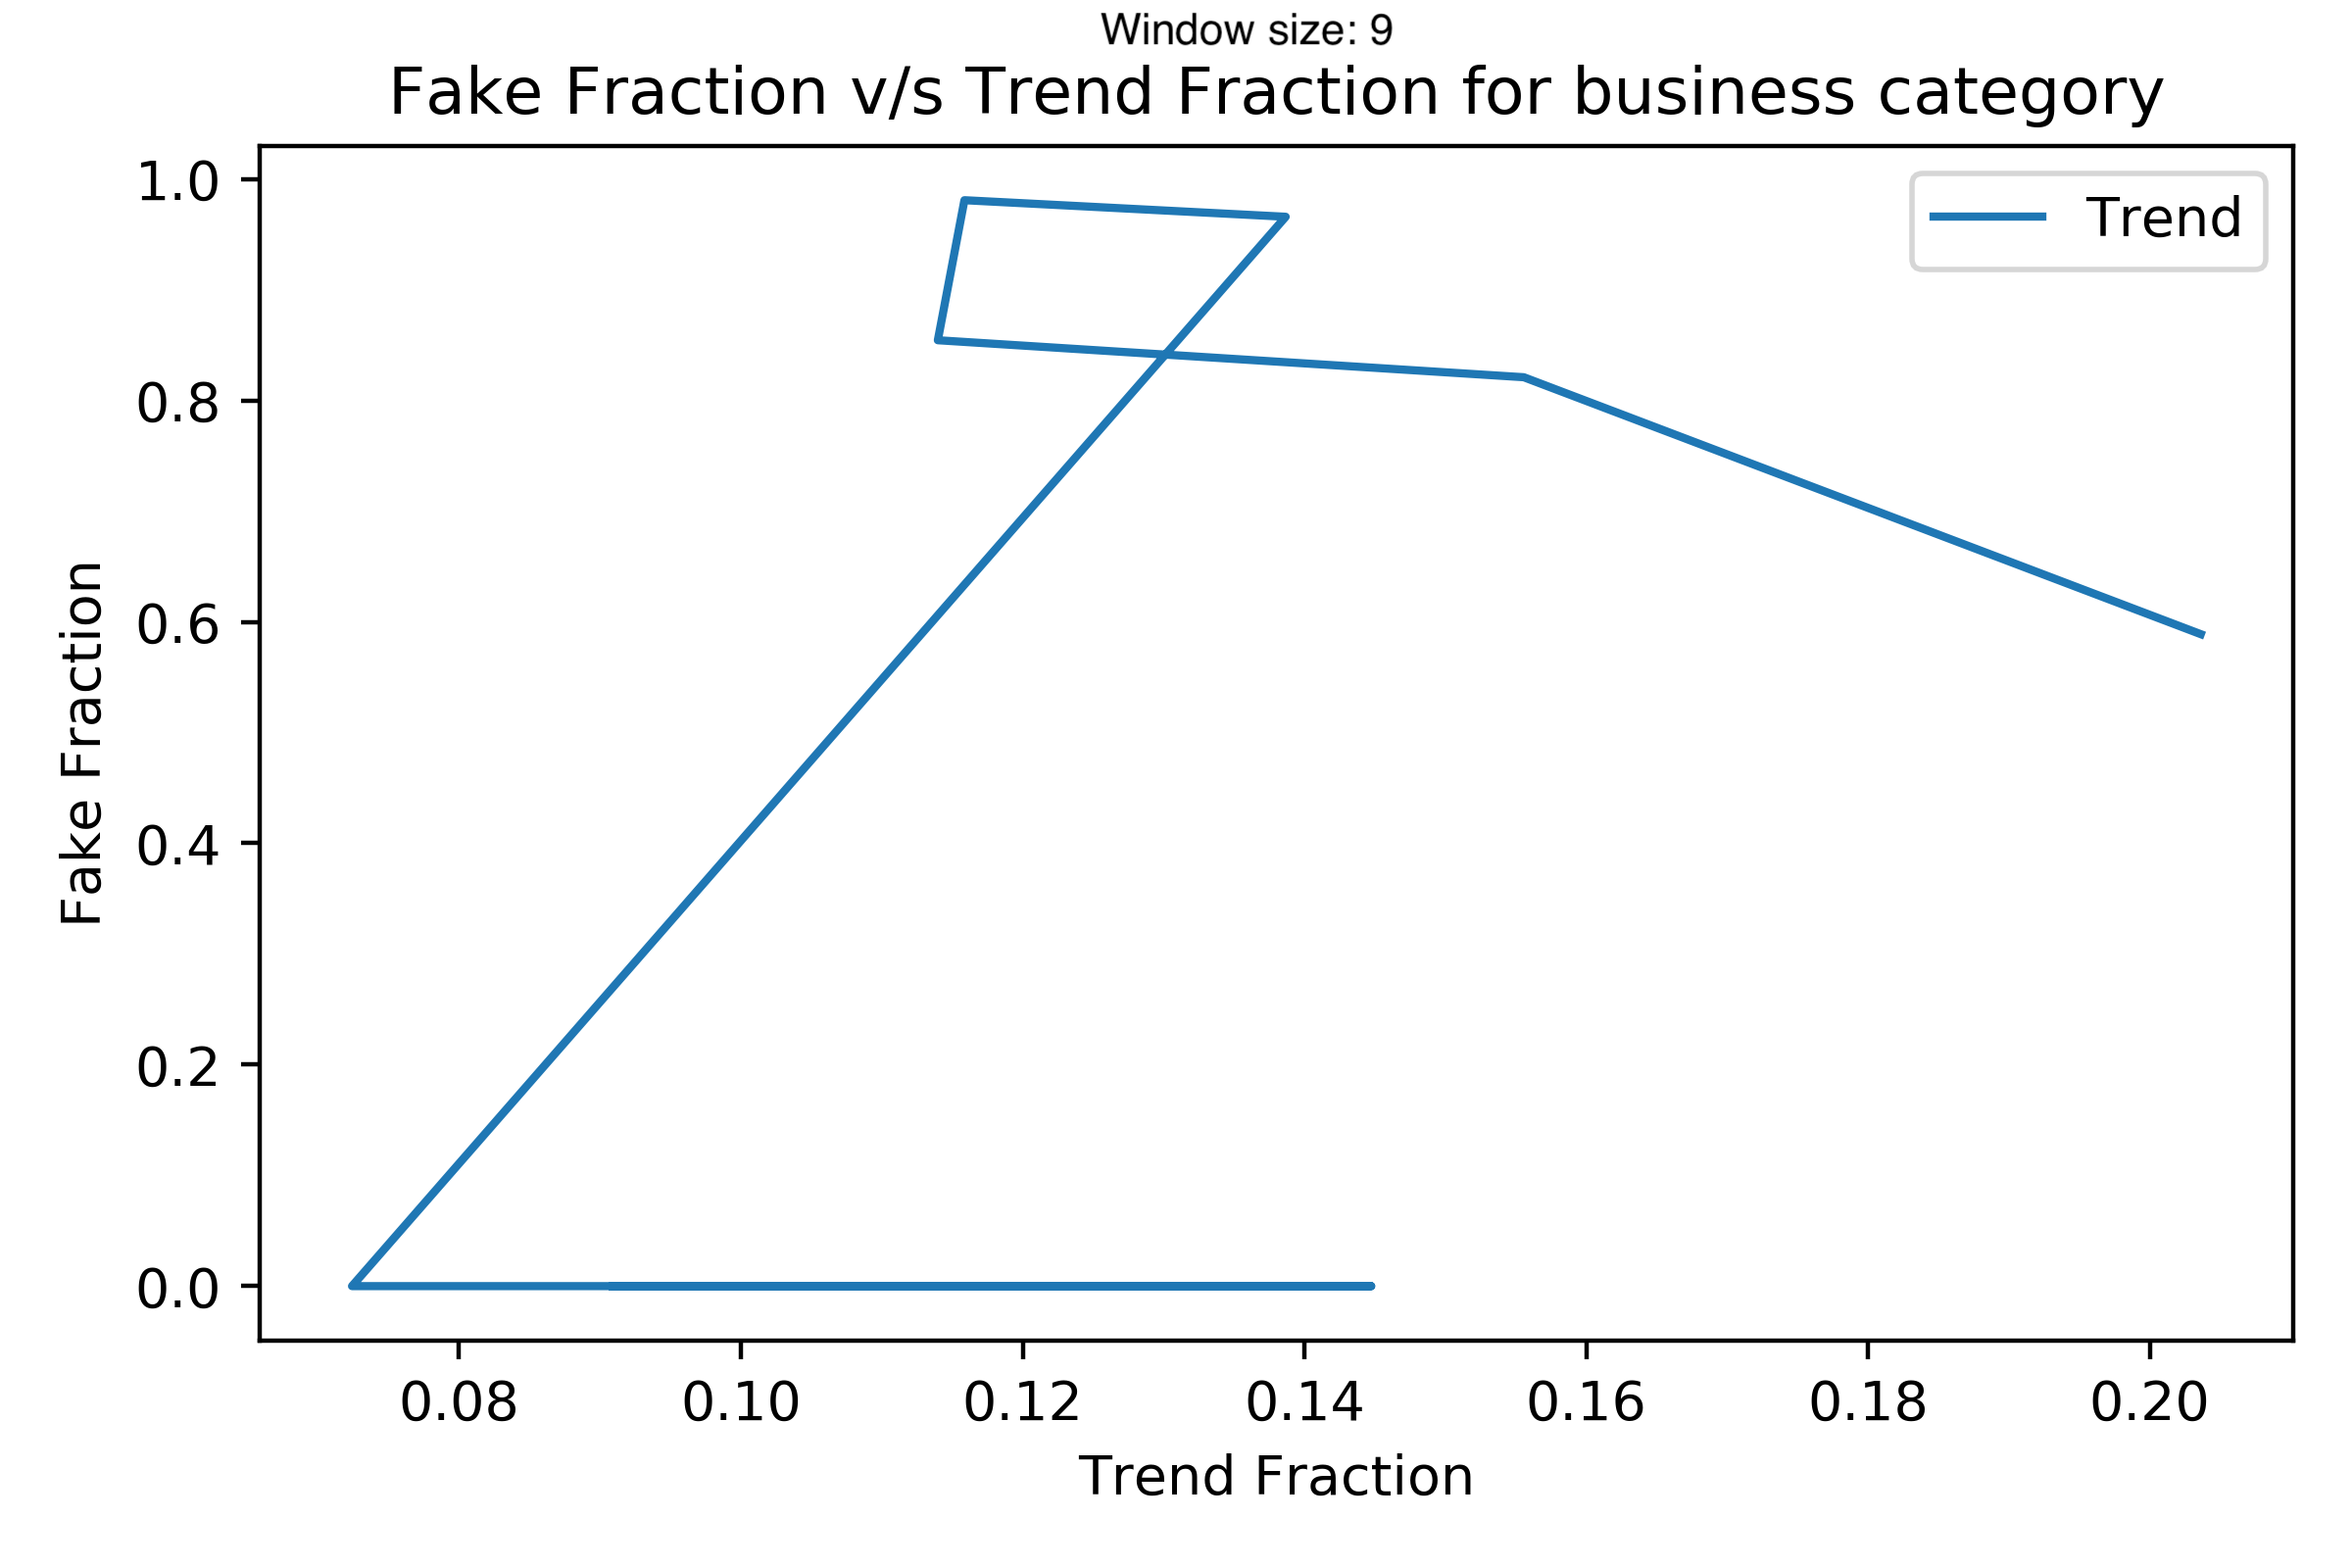 Window size: 9
Fake Fraction v/s Trend Fraction for business category
Trend
Fake Fraction
1.0
0.8
0.6
0.4
0.2
0.0
0.08 0.10 0.12 0.14 0.16 0.18 0.20
Trend Fraction